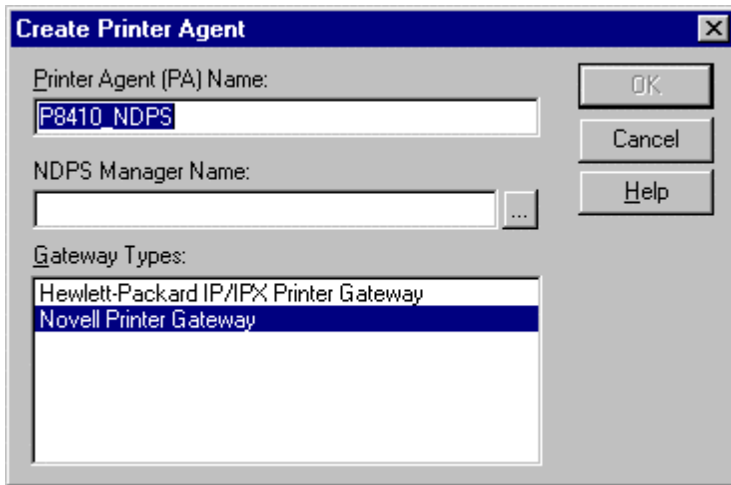 Create Printer Agent
Printer Agent (PA) Name:
P8410_NDPS
OK
Cancel
NDPS Manager Name:
...
Help
Gateway Types:
Hewlett-Packard IP/IPX Printer Gateway
Novell Printer Gateway